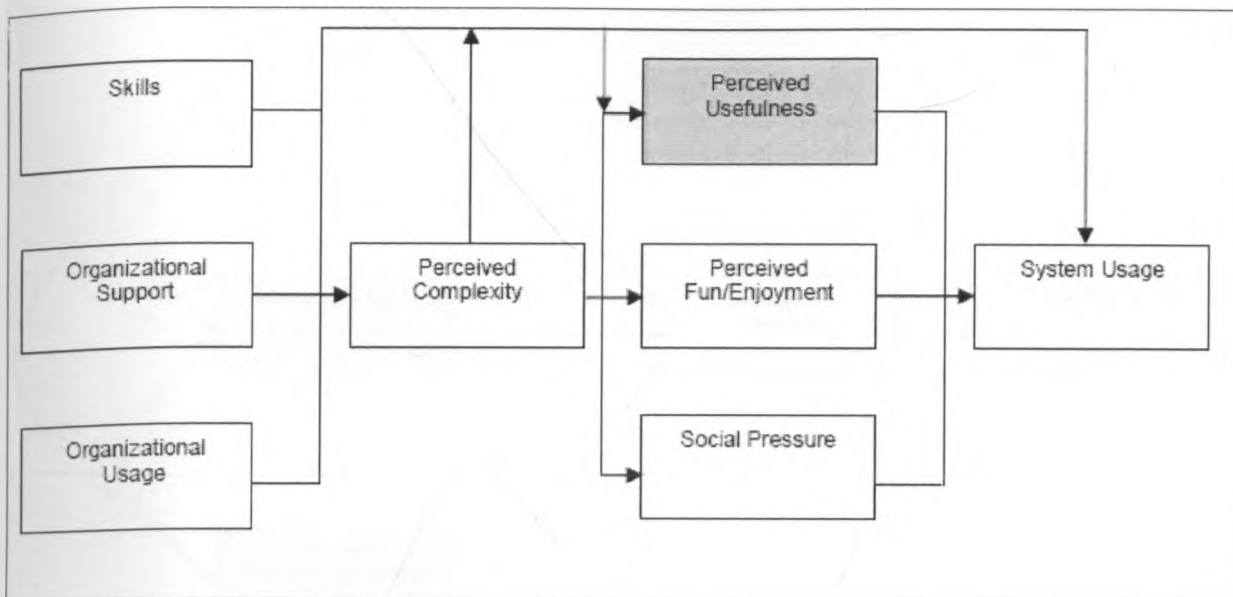 Skills
Organizational
Support
Organizational
Usage
Perceived
Complexity
Perceived
Usefulness
Perceived
Fun/Enjoyment
Social Pressure
System Usage